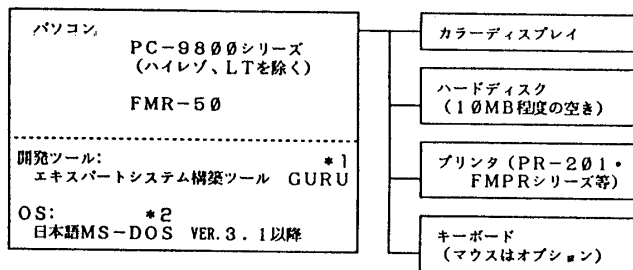 パソコン
PC-9800シリーズ
(ハイレゾ、LTを除く)
FMR-50
開発ツール: *1
エキスパートシステム構築ツール GURU
OS: *2
日本語MS-DOS VER.3.1以降
カラーディスプレイ
ハードディスク
(10MB程度の空き)
プリンタ(PR-201・
FMPRシリーズ等)
キーボード
(マウスはオプション)